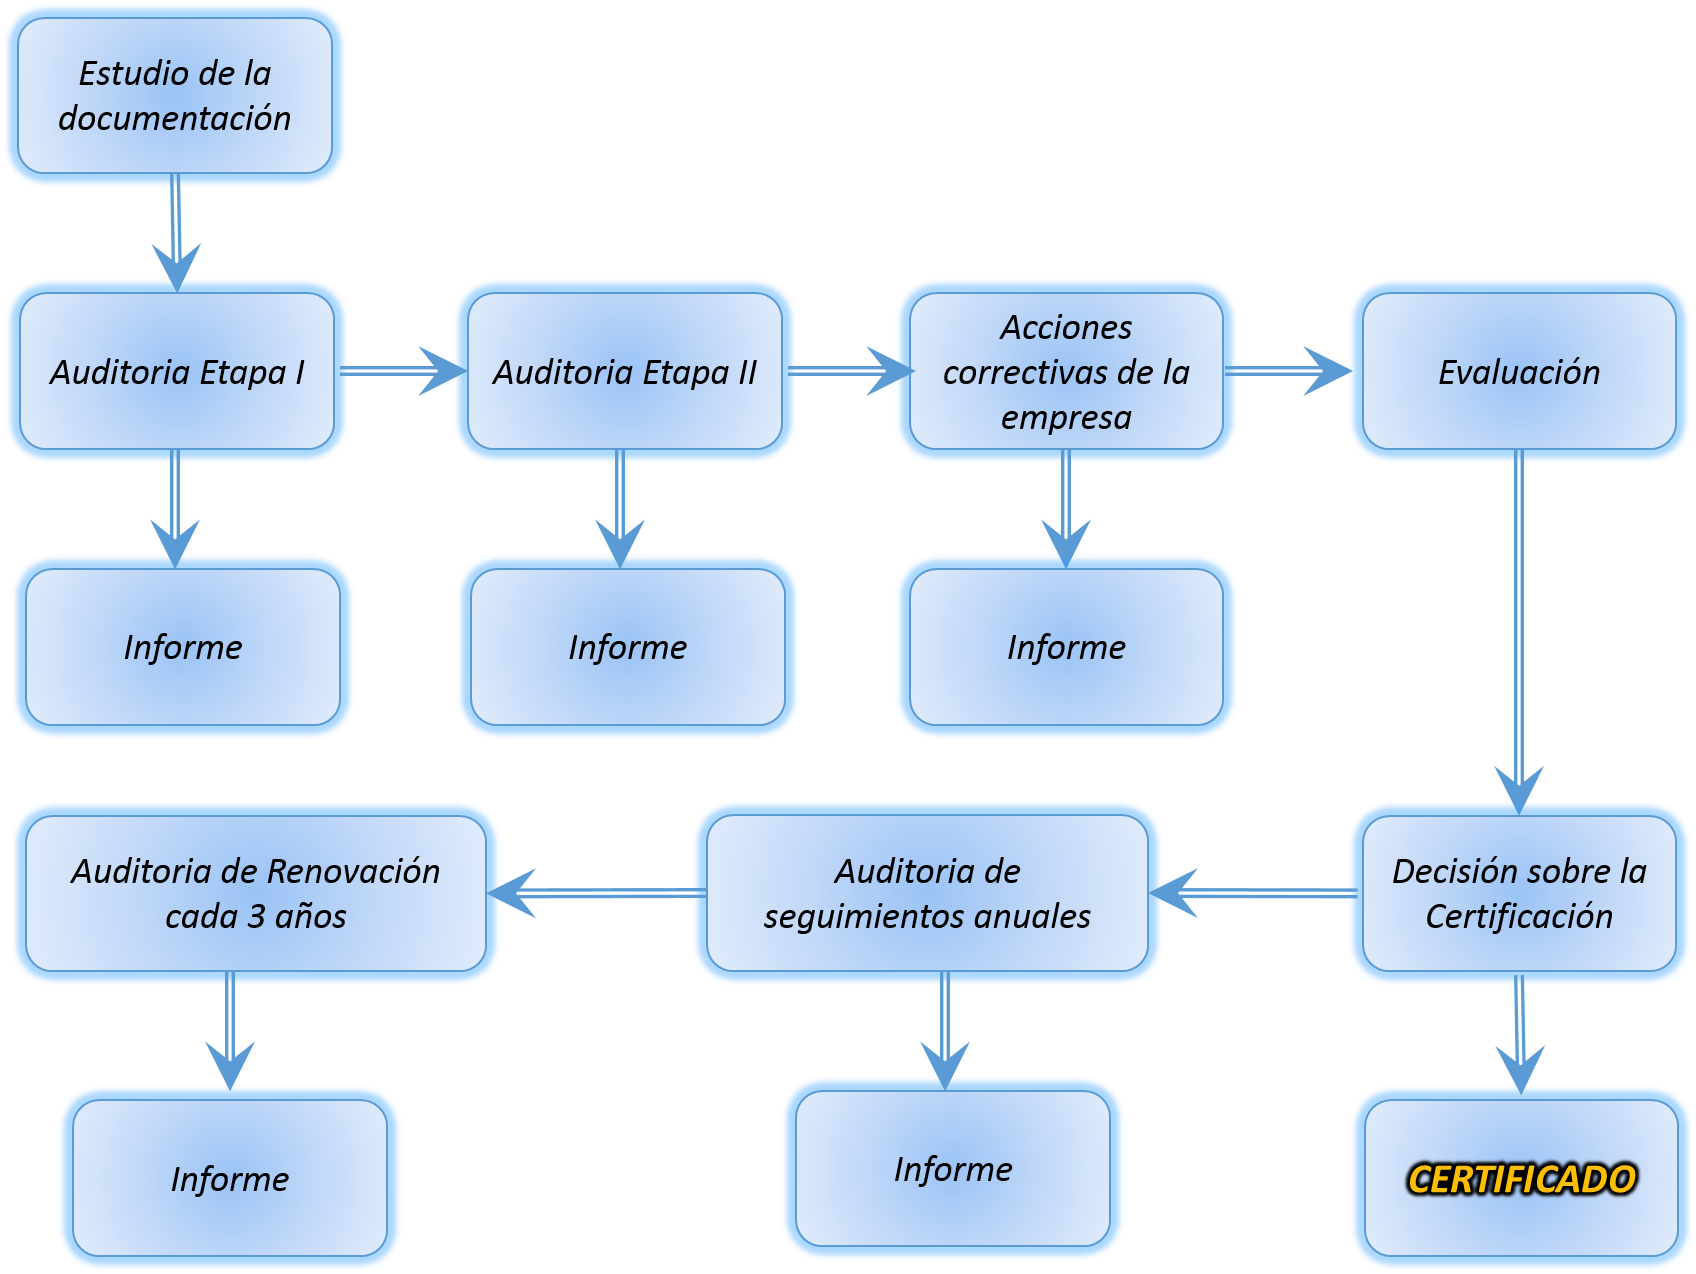 Estudio de la
documentación
Auditoria Etapa I
Auditoria Etapa II
Acciones
correctivas de la
empresa
Evaluación
Informe
Informe
Informe
Auditoria de Renovación
cada 3 años
Auditoria de
seguimientos anuales
Decisión sobre la
Certificación
Informe
Informe
CERTIFICADO